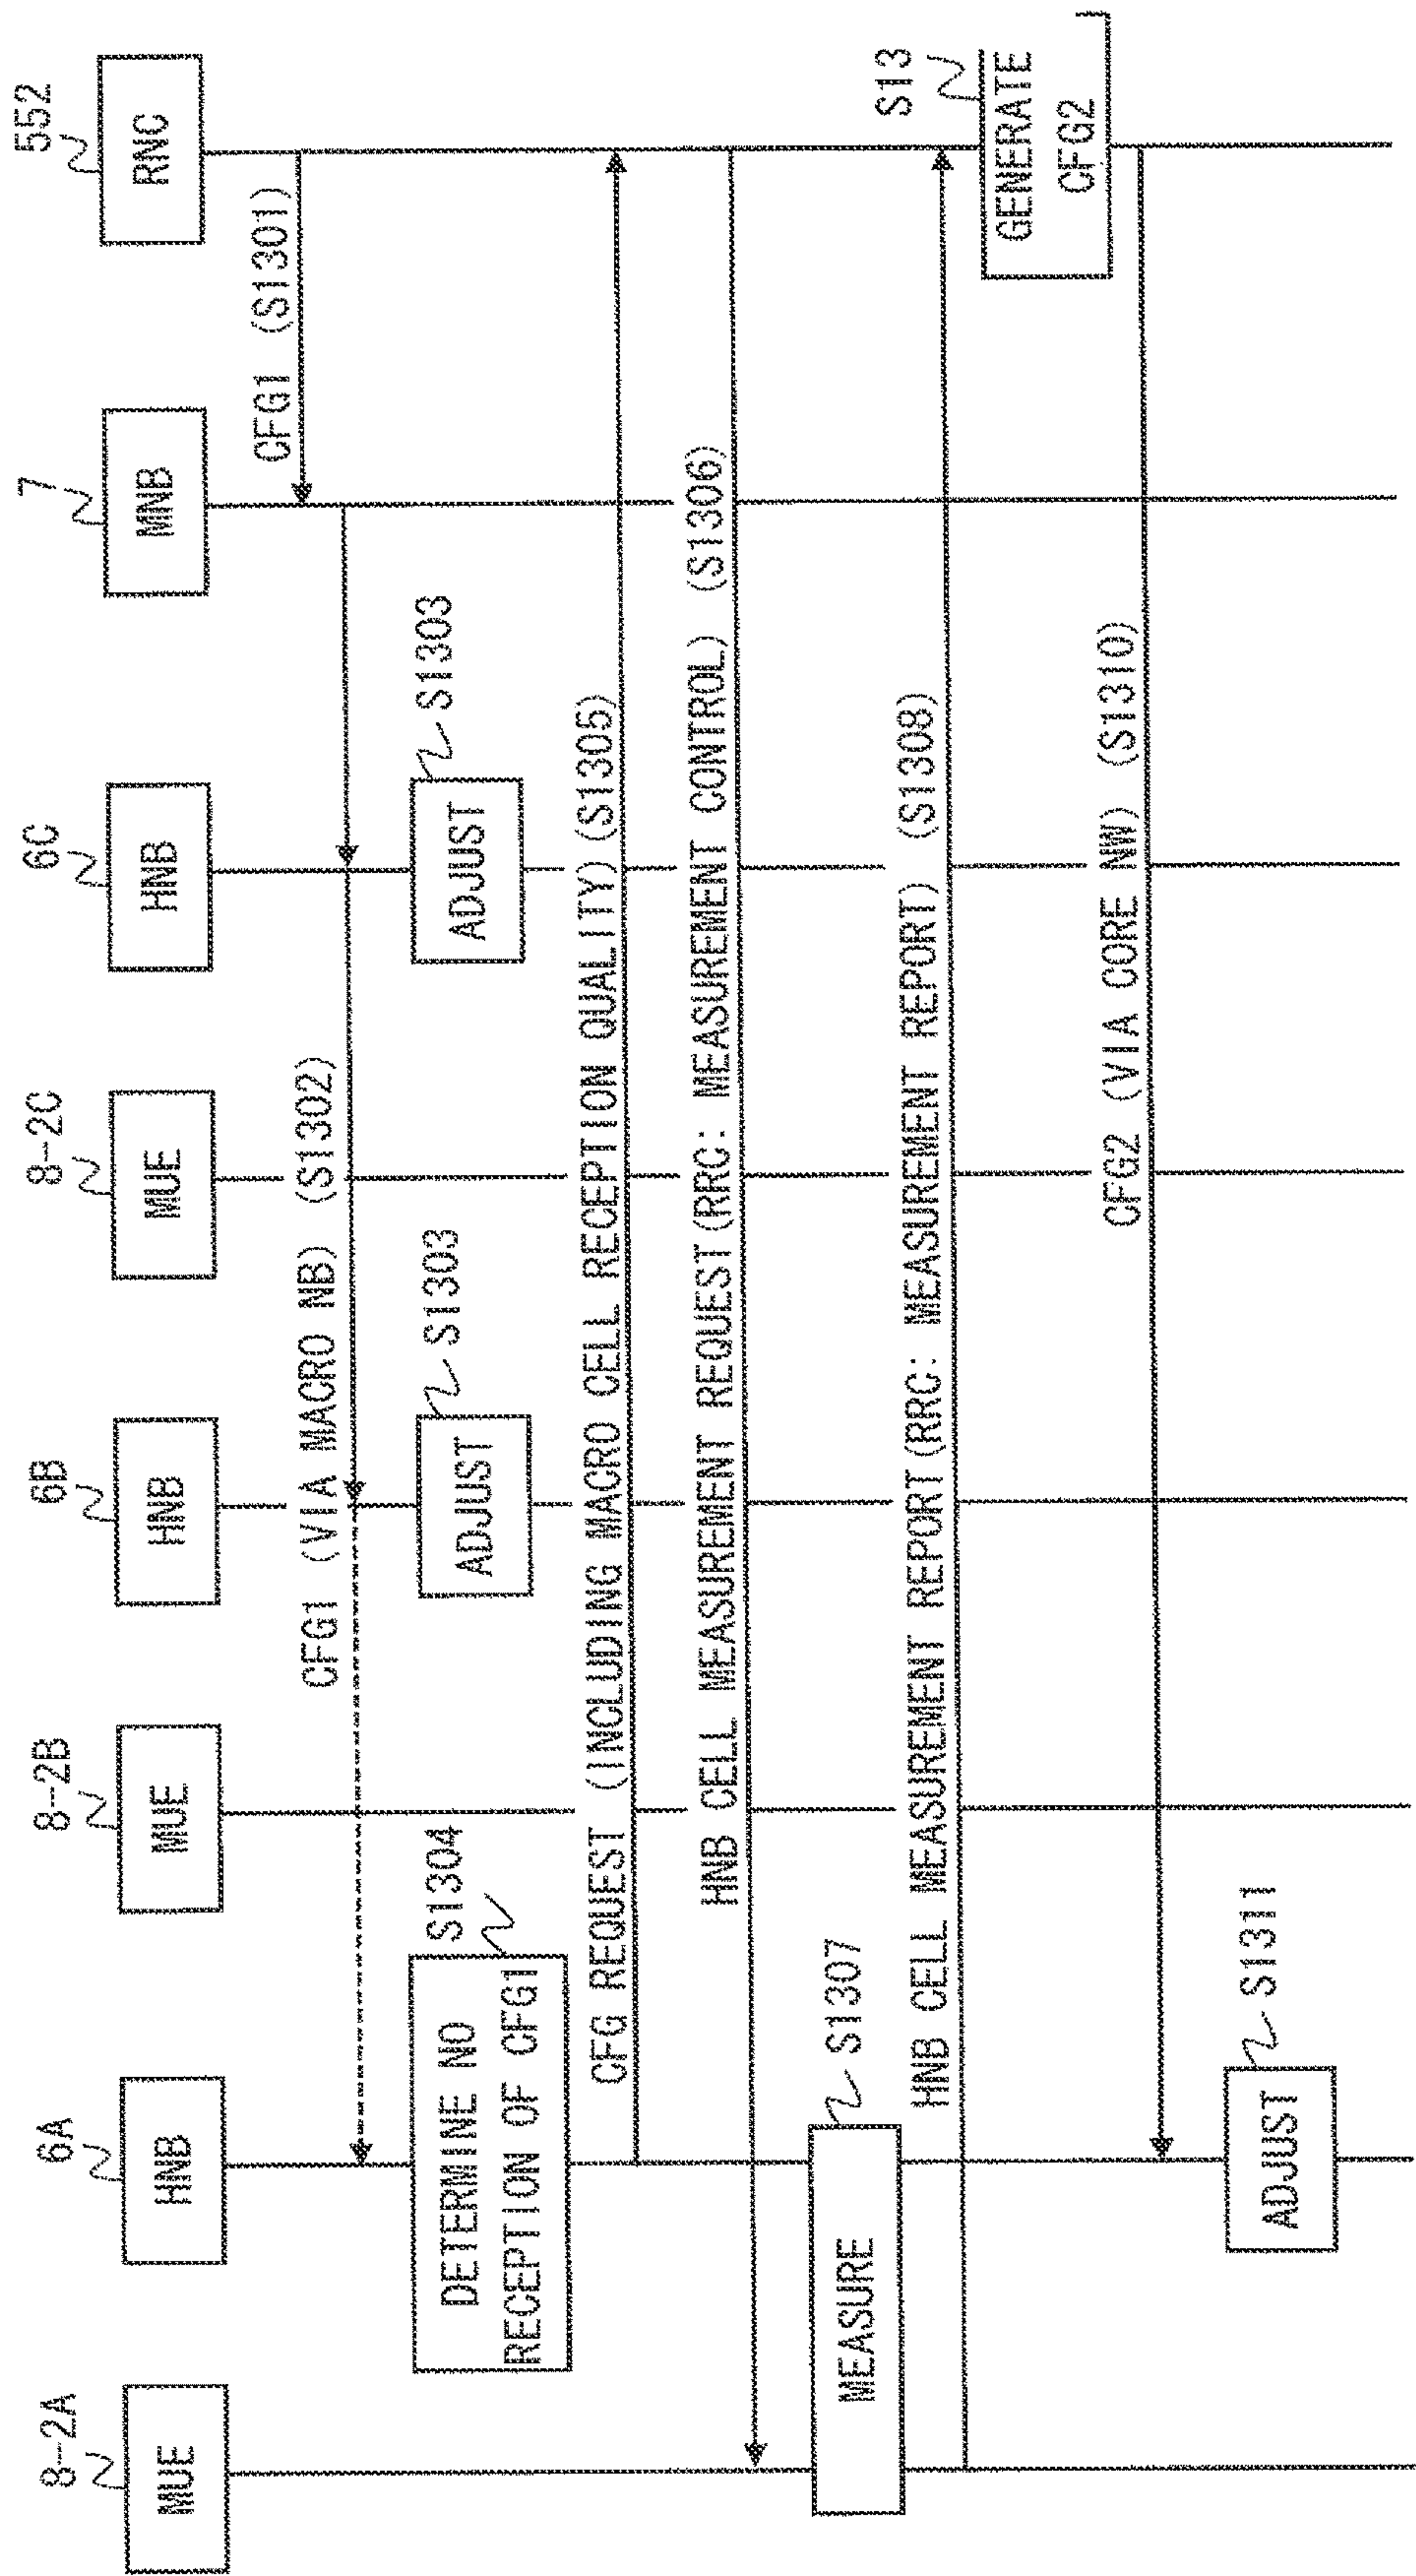 8-2A
6A
8-2B
6B
8-2C
6C
7
552
MUE
HNB
MUE
HNB
MUE
HNB
MNB
RNC
CFG1 (S1301)
CFG1 (VIA MACRO NB) (S1302)
ADJUST
S1303
ADJUST
S1303
S1304
DETERMINE NO
RECEPTION OF CFG1
CFG REQUEST (INCLUDING MACRO CELL RECEPTION QUALITY) (S1305)
HNB CELL MEASUREMENT REQUEST (RRC: MEASUREMENT CONTROL) (S1306)
MEASURE
S1307
HNB CELL MEASUREMENT REPORT (RRC: MEASUREMENT REPORT) (S1308)
S13
GENERATE
CFG2
CFG2 (VIA CORE NW) (S1310)
ADJUST
S1311